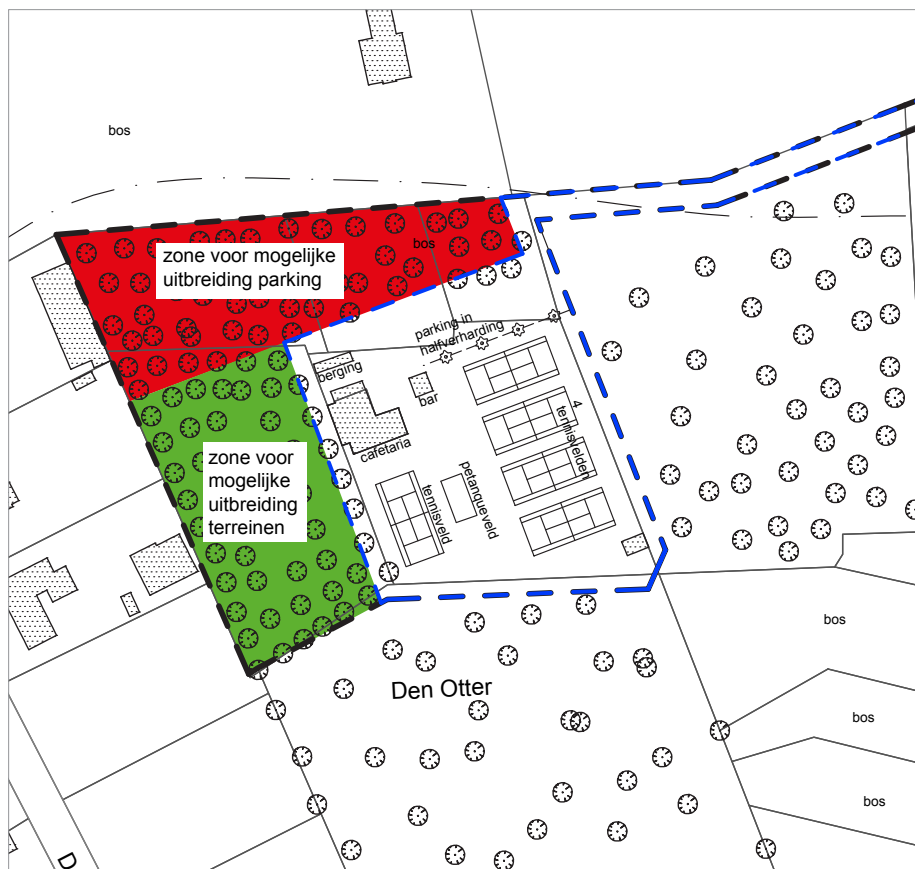 bos
bos
zone voor mogelijke
uitbreiding parking
parking in
halfverharding
berging
bar
cafetaria
4
tennisvelden
zone voor
mogelijke
uitbreiding
terreinen
tennisveld
petanqueveld
Den Otter
bos
bos
bos
D